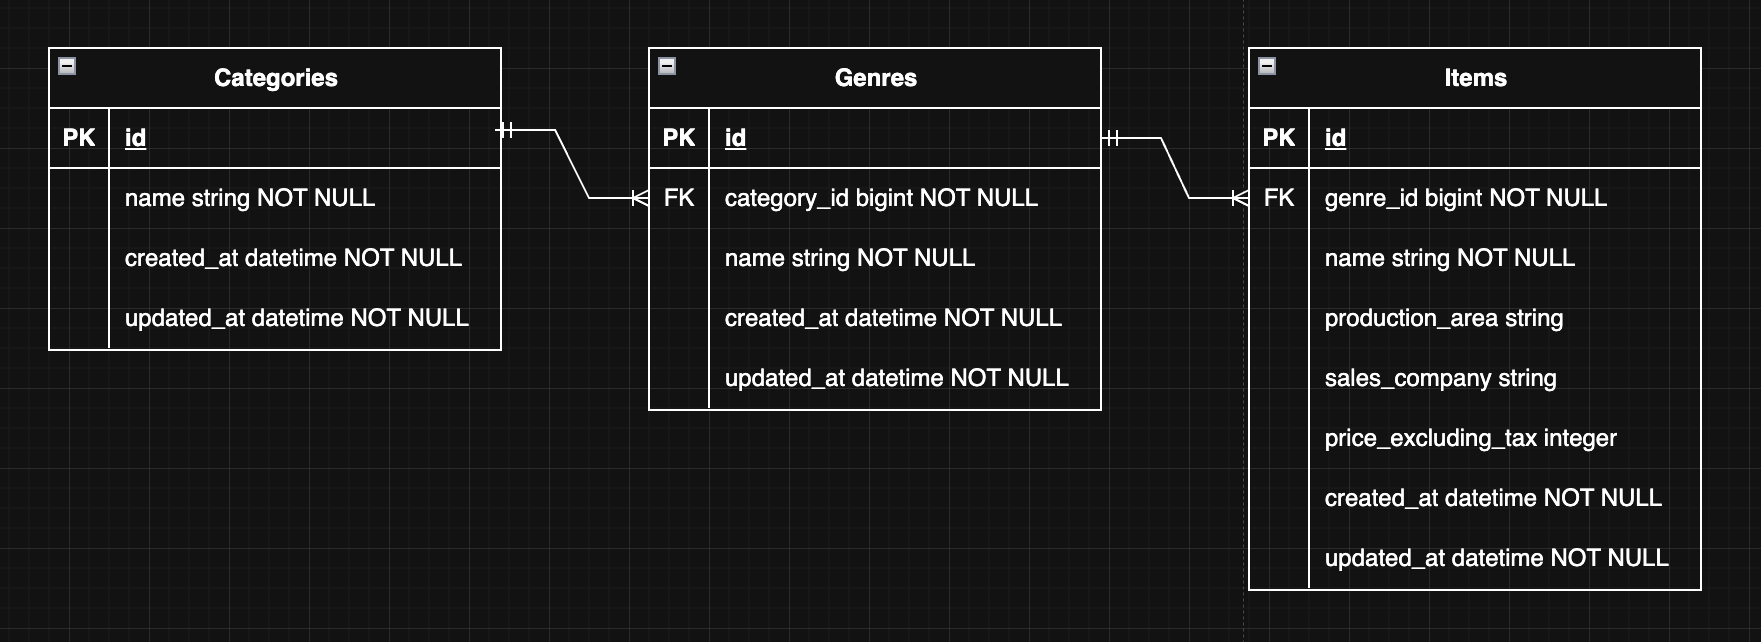 Categories
PK id
name string NOT NULL
created_at datetime NOT NULL
updated_at datetime NOT NULL
Genres
PK id
FK category_id bigint NOT NULL
name string NOT NULL
created_at datetime NOT NULL
updated_at datetime NOT NULL
Items
PK id
FK genre_id bigint NOT NULL
name string NOT NULL
production_area string
sales_company string
price_excluding_tax integer
created_at datetime NOT NULL
updated_at datetime NOT NULL